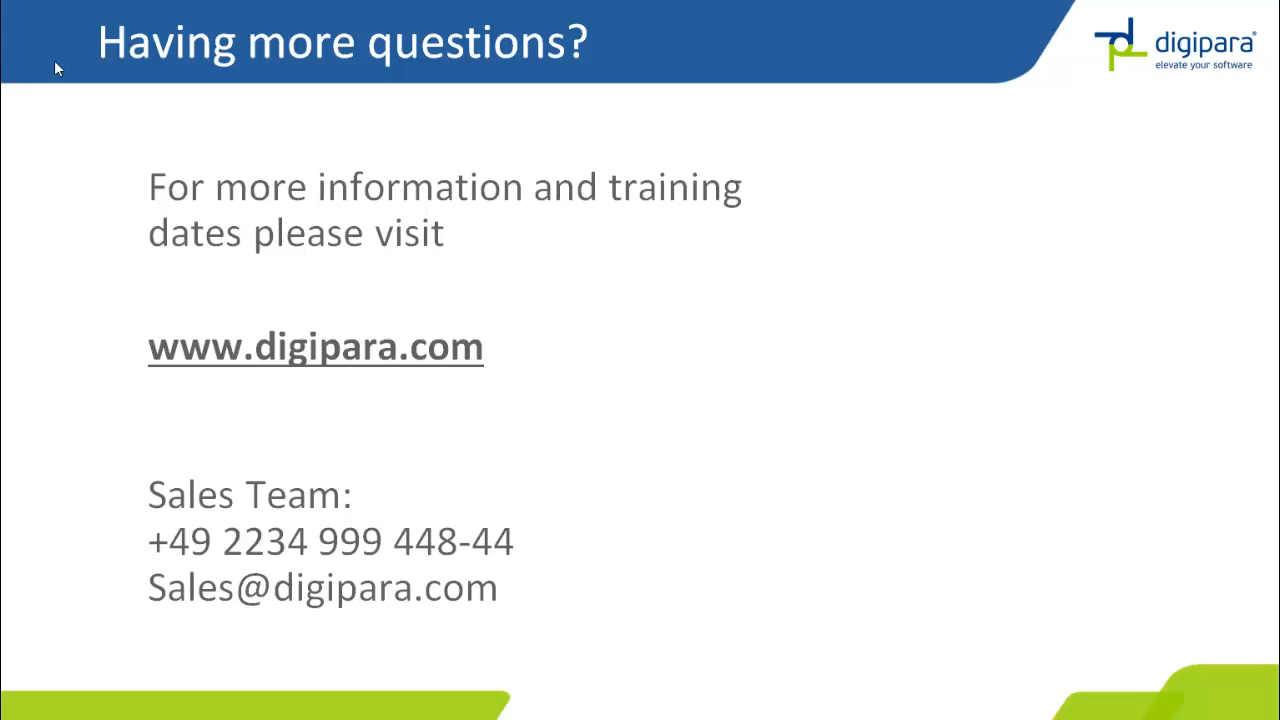 Having more questions?
digipara®
elevate your software
For more information and training
dates please visit
www.digipara.com
Sales Team:
+49 2234 999 448-44
Sales@digipara.com